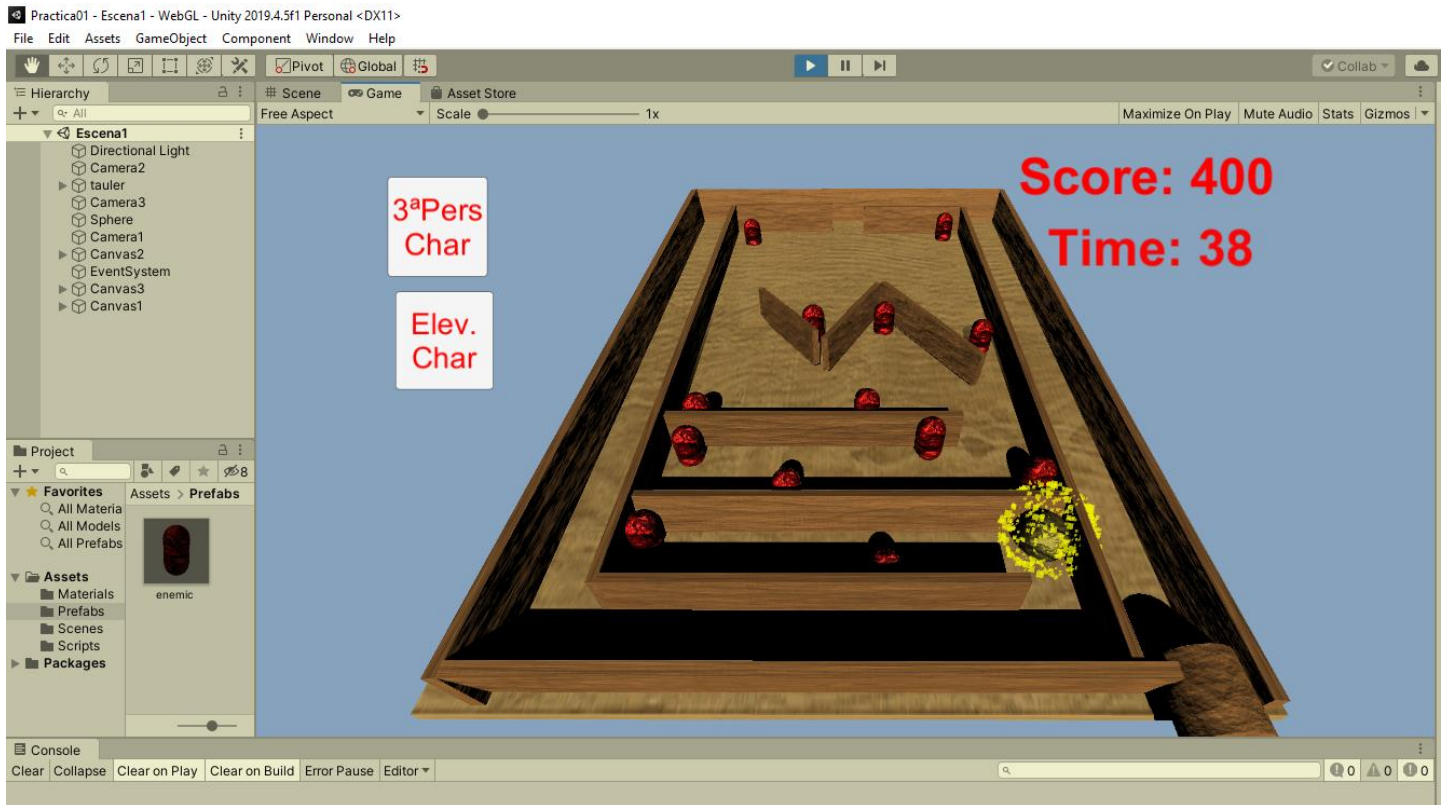 Practica01 - Escena1 - WebGL - Unity 2019.4.5f1 Personal <DX11>
File Edit Assets GameObject Component Window Help
Pivot Global Collab
Hierarchy
All
Escena1
Directional Light
Camera2
tauler
Camera3
Sphere
Camera1
Canvas2
EventSystem
Canvas3
Canvas1
Scene Game Asset Store
Free Aspect Scale 1x Maximize On Play Mute Audio Stats Gizmos
3ªPers
Char
Elev.
Char
Score: 400
Time: 38
Project
8
Favorites
All Materia
All Models
All Prefabs
Assets
Materials
Prefabs
Scenes
Scripts
Packages
Assets > Prefabs
enemic
Console
Clear Collapse Clear on Play Clear on Build Error Pause Editor 0 0 0